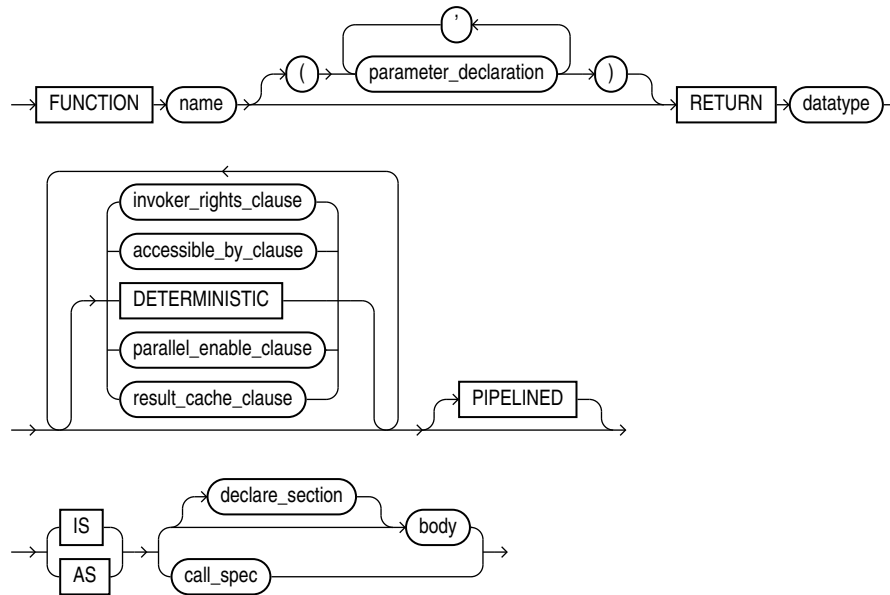 ,
( parameter_declaration )
FUNCTION name RETURN datatype
invoker_rights_clause
accessible_by_clause
DETERMINISTIC
parallel_enable_clause
result_cache_clause
PIPELINED
declare_section
IS body
AS call_spec